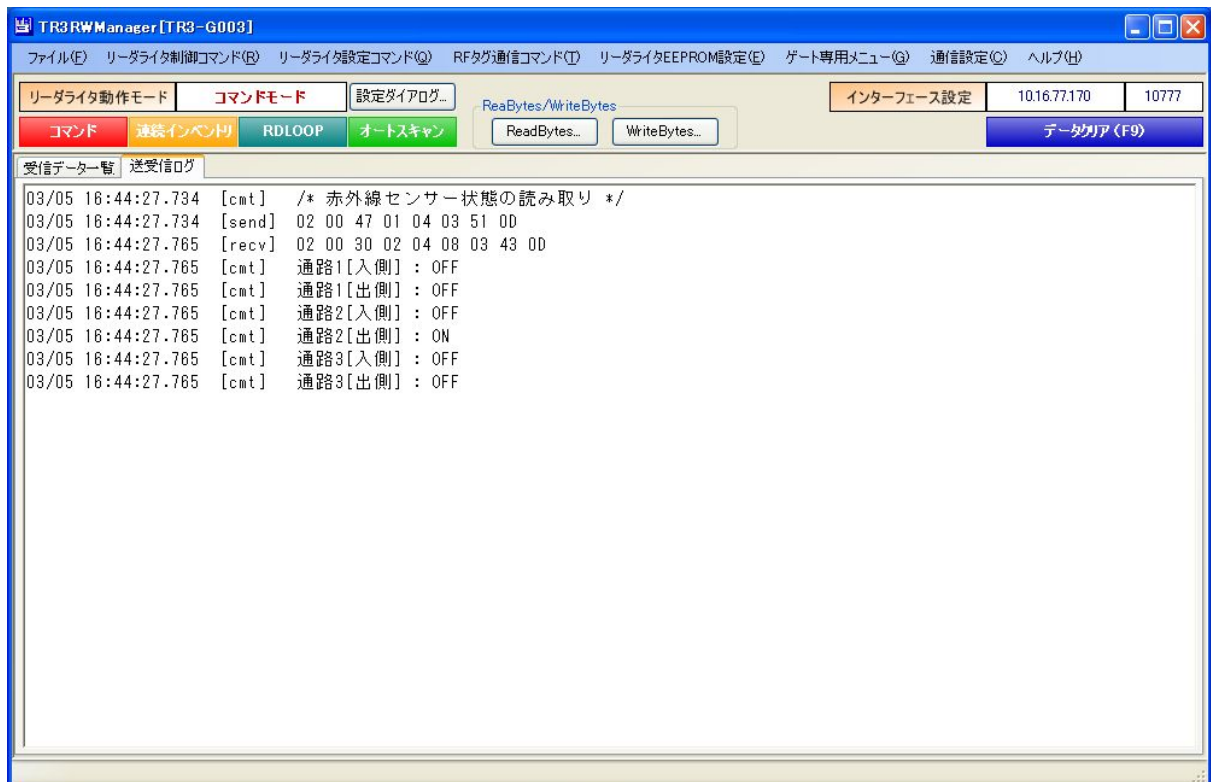 TR3RWManager[TR3-G003]
ファイル(F) リーダライタ制御コマンド(R) リーダライタ設定コマンド(Q) RFタグ通信コマンド(T) リーダライタEEPROM設定(E) ゲート専用メニュー(G) 通信設定(C) ヘルプ(H)
リーダライタ動作モード コマンドモード 設定ダイアログ... ReaBytes/WriteBytes インターフェース設定 10.16.77.170 10777
コマンド 連続インベントリ RDLOOP オートスキャン ReadBytes... WriteBytes... データクリア (F9)
受信データ一覧 送受信ログ
03/05 16:44:27.734 [cmt] /* 赤外線センサー状態の読み取り */
03/05 16:44:27.734 [send] 02 00 47 01 04 03 51 0D
03/05 16:44:27.765 [recv] 02 00 30 02 04 08 03 43 0D
03/05 16:44:27.765 [cmt] 通路1[入側] : OFF
03/05 16:44:27.765 [cmt] 通路1[出側] : OFF
03/05 16:44:27.765 [cmt] 通路2[入側] : OFF
03/05 16:44:27.765 [cmt] 通路2[出側] : ON
03/05 16:44:27.765 [cmt] 通路3[入側] : OFF
03/05 16:44:27.765 [cmt] 通路3[出側] : OFF